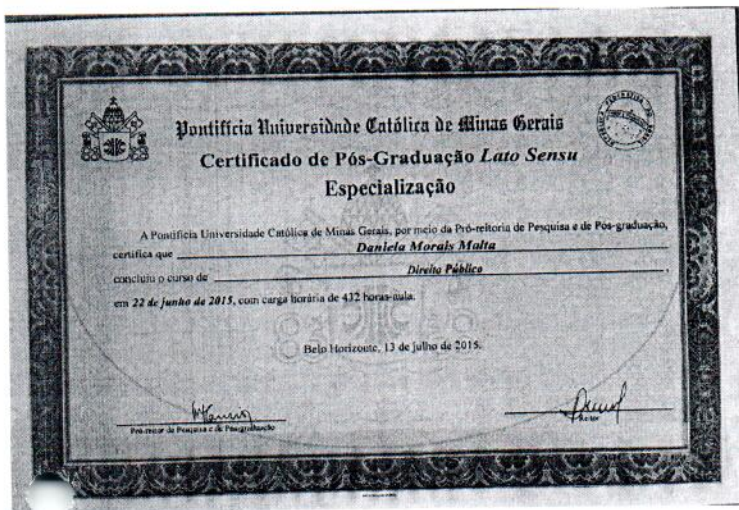 Pontifícia Universidade Católica de Minas Gerais
Certificado de Pós-Graduação Lato Sensu
Especialização
A Pontifícia Universidade Católica de Minas Gerais, por meio da Pró-reitoria de Pesquisa e de Pós-graduação,
certifica que Daniela Morais Malta
concluiu o curso de Direito Público,
em 22 de junho de 2015, com carga horária de 432 horas-aula.
Belo Horizonte, 13 de julho de 2015.
Pró-reitor de Pesquisa e de Pós-graduação
Reitor